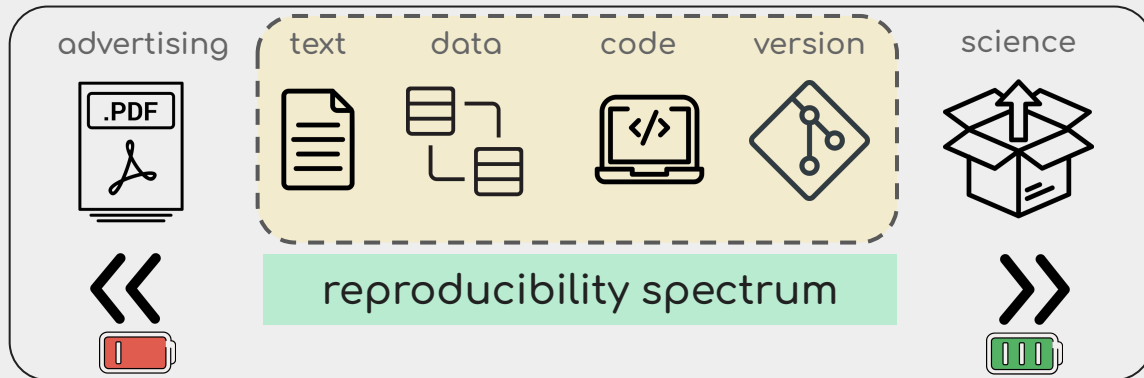 advertising text data code version science
.PDF
</>
reproducibility spectrum